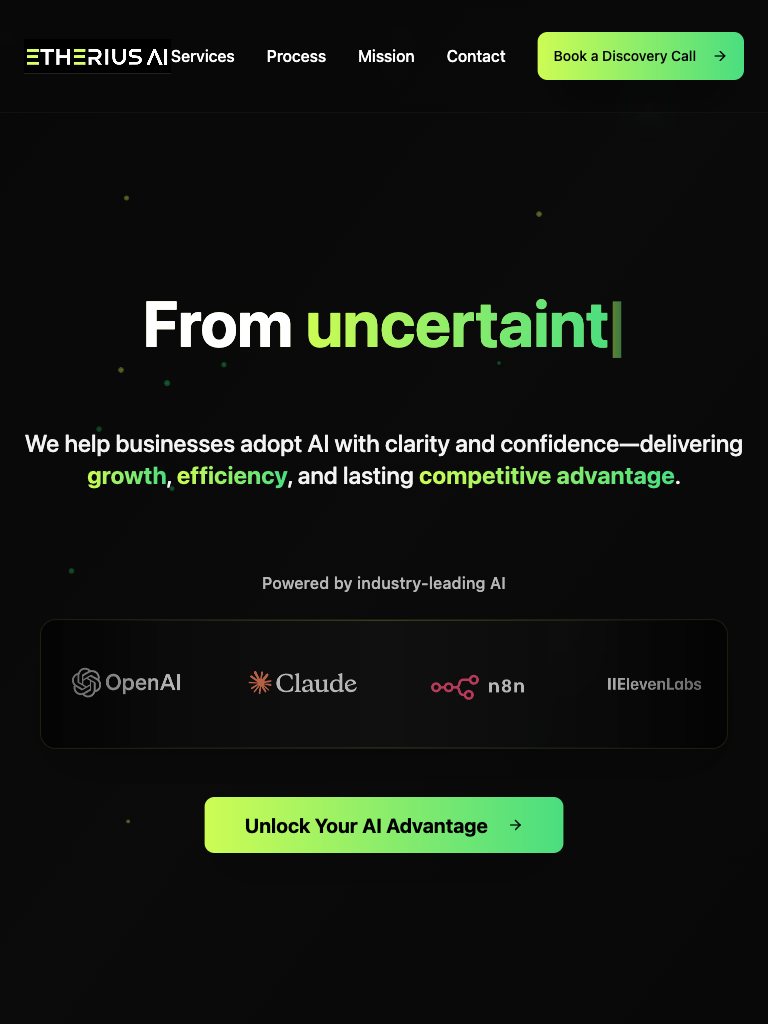 ETHERIUS AI
Services
Process
Mission
Contact
Book a Discovery Call →
From uncertaint
We help businesses adopt AI with clarity and confidence—delivering
growth, efficiency, and lasting competitive advantage.
Powered by industry-leading AI
OpenAI
Claude
n8n
IIElevenLabs
Unlock Your AI Advantage →